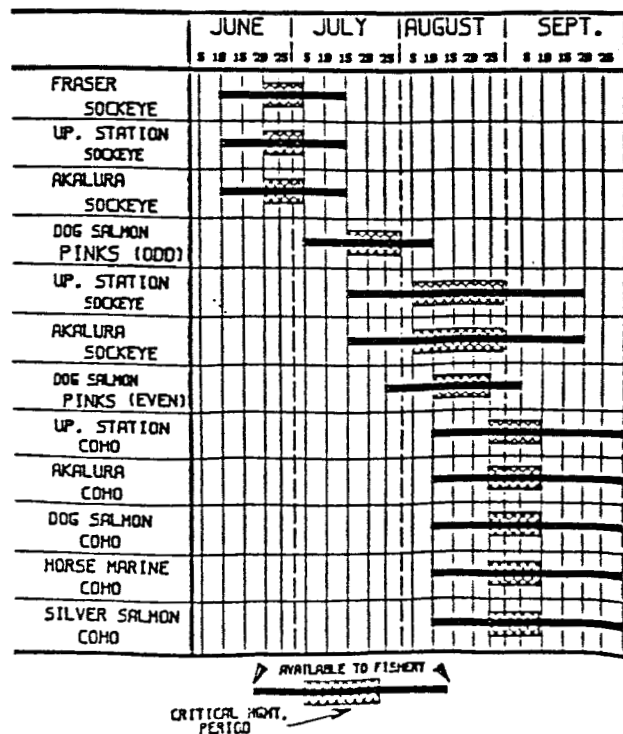 JUNE JULY AUGUST SEPT.
5 10 15 20 25 5 10 15 20 25 5 10 15 20 25 5 10 15 20 25
FRASER
SOCKEYE
UP. STATION
SOCKEYE
AKALURA
SOCKEYE
DOG SALMON
PINKS (ODD)
UP. STATION
SOCKEYE
AKALURA
SOCKEYE
DOG SALMON
PINKS (EVEN)
UP. STATION
COHO
AKALURA
COHO
DOG SALMON
COHO
HORSE MARINE
COHO
SILVER SALMON
COHO
AVAILABLE TO FISHERY
CRITICAL MGMT.
PERIOD